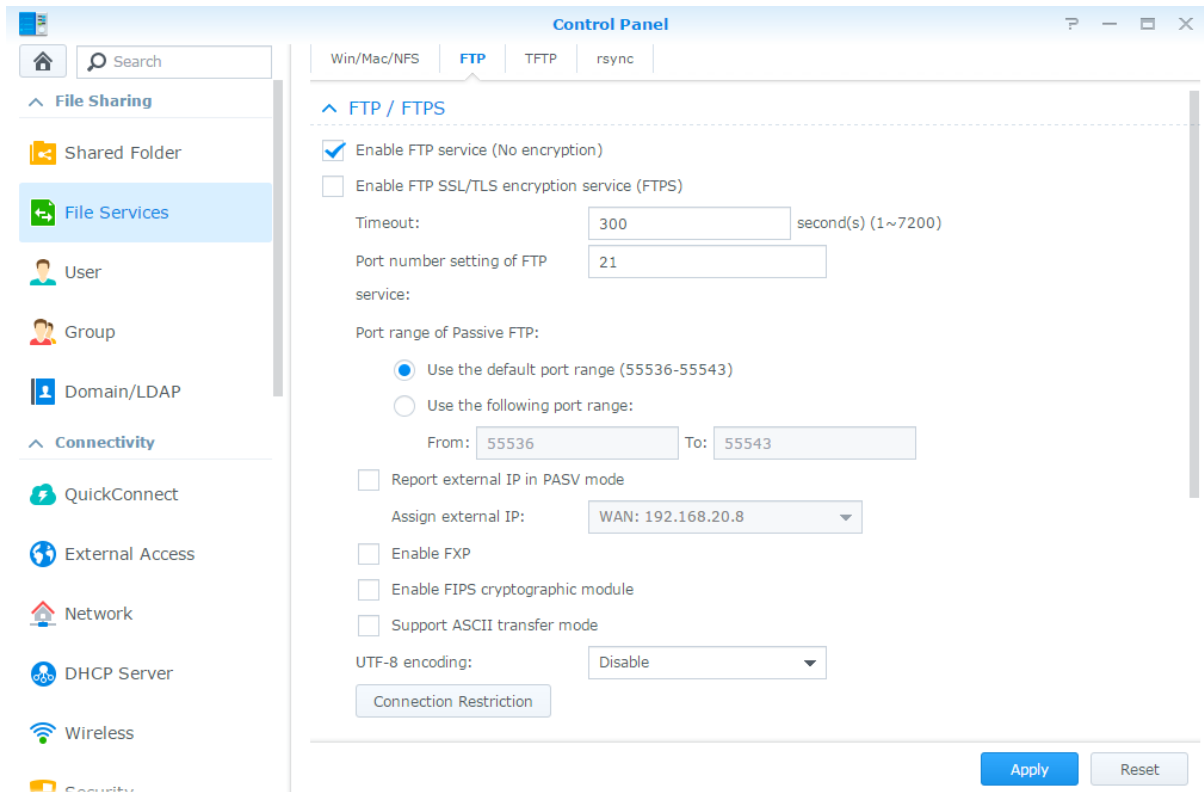 Control Panel
Search
File Sharing
Shared Folder
File Services
User
Group
Domain/LDAP
Connectivity
QuickConnect
External Access
Network
DHCP Server
Wireless
Security
Win/Mac/NFS FTP TFTP rsync
FTP / FTPS
Enable FTP service (No encryption)
Enable FTP SSL/TLS encryption service (FTPS)
Timeout: 300 second(s) (1~7200)
Port number setting of FTP 21
service:
Port range of Passive FTP:
Use the default port range (55536-55543)
Use the following port range:
From: 55536 To: 55543
Report external IP in PASV mode
Assign external IP: WAN: 192.168.20.8
Enable FXP
Enable FIPS cryptographic module
Support ASCII transfer mode
UTF-8 encoding: Disable
Connection Restriction
Apply Reset